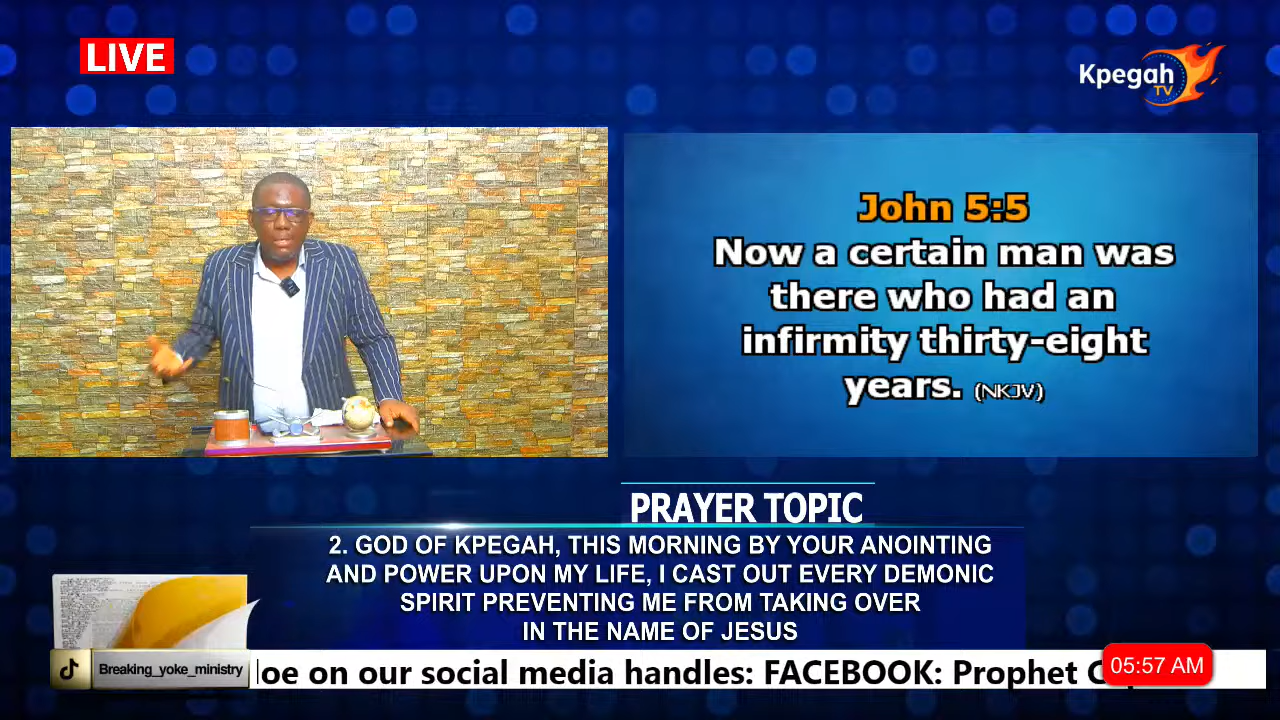 LIVE
Kpegah
TV
John 5:5
Now a certain man was
there who had an
infirmity thirty-eight
years. (NKJV)
PRAYER TOPIC
2. GOD OF KPEGAH, THIS MORNING BY YOUR ANOINTING
AND POWER UPON MY LIFE, I CAST OUT EVERY DEMONIC
SPIRIT PREVENTING ME FROM TAKING OVER
IN THE NAME OF JESUS
Breaking_yoke_ministry
oe on our social media handles: FACEBOOK: Prophet
05:57 AM